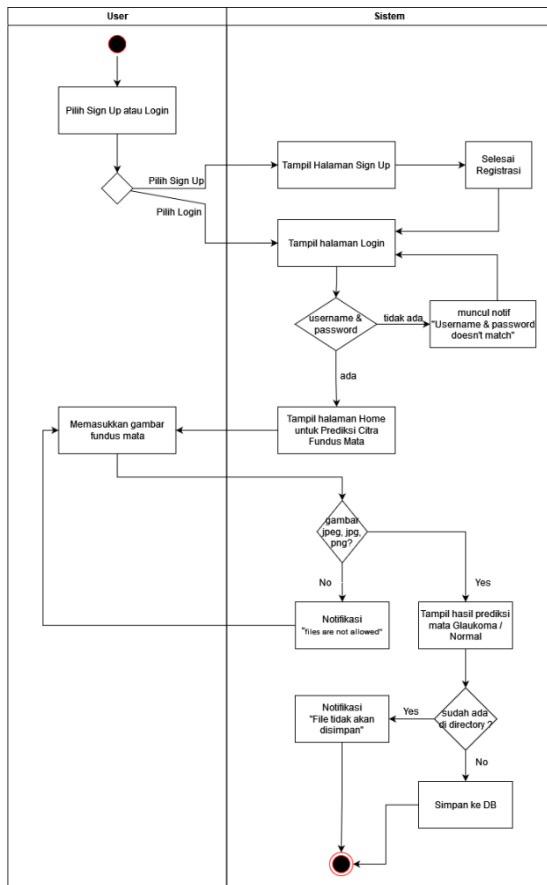 User
Sistem
Pilih Sign Up atau Login
Pilih Sign Up
Tampil Halaman Sign Up
Selesai
Registrasi
Pilih Login
Tampil halaman Login
username &
password
tidak ada
muncul notif
"Username & password
doesn't match"
ada
Memasukkan gambar
fundus mata
Tampil halaman Home
untuk Prediksi Citra
Fundus Mata
gambar
jpeg, jpg,
png?
No
Yes
Notifikasi
"files are not allowed"
Tampil hasil prediksi
mata Glaukoma /
Normal
Notifikasi
"File tidak akan
disimpan"
Yes
sudah ada
di directory ?
No
Simpan ke DB